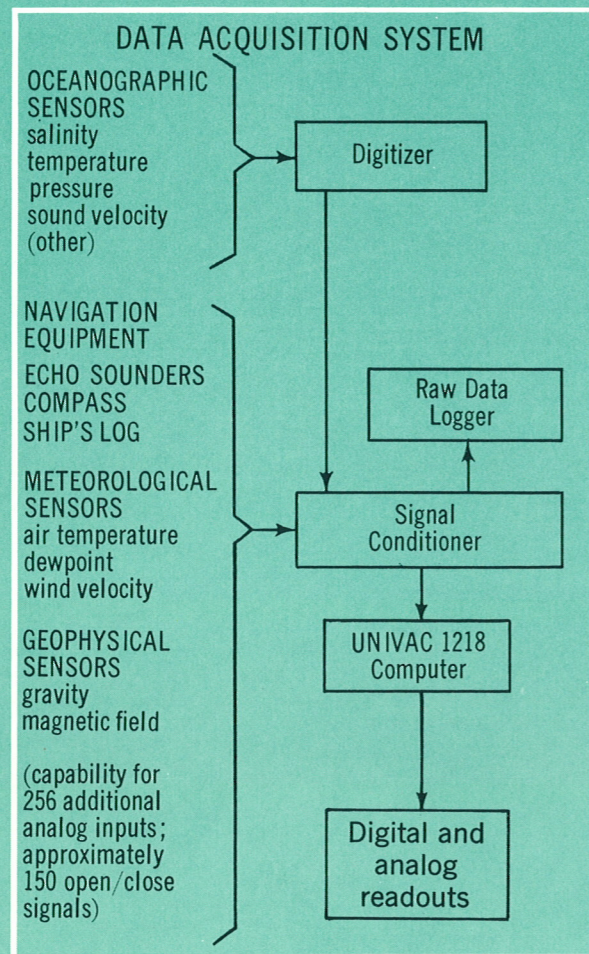 DATA ACQUISITION SYSTEM
OCEANOGRAPHIC
SENSORS
salinity
temperature
pressure
sound velocity
(other)
Digitizer
NAVIGATION
EQUIPMENT
ECHO SOUNDERS
COMPASS
SHIP'S LOG
Raw Data
Logger
METEOROLOGICAL
SENSORS
air temperature
dewpoint
wind velocity
Signal
Conditioner
GEOPHYSICAL
SENSORS
gravity
magnetic field
UNIVAC 1218
Computer
(capability for
256 additional
analog inputs;
approximately
150 open/close
signals)
Digital and
analog
readouts